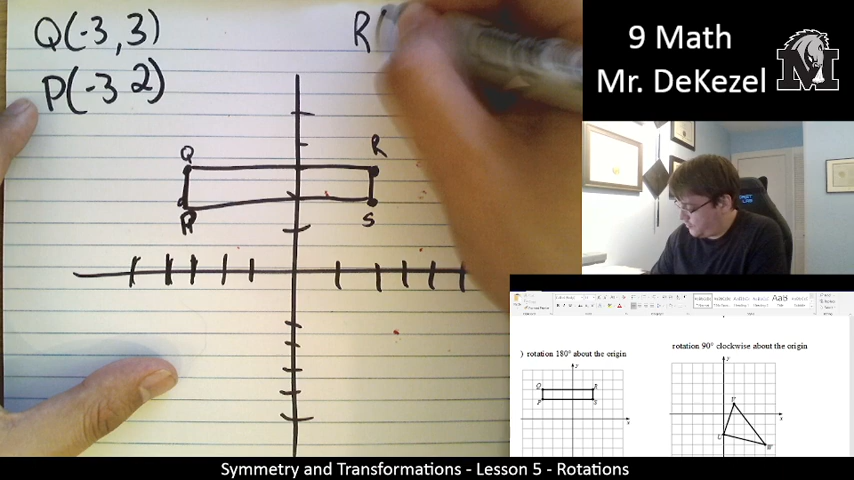 Q(-3,3)
P(-3 2)
R(
Q
R
P
S
9 Math
Mr. DeKezel
M
) rotation 180° about the origin
rotation 90° clockwise about the origin
y
Q
R
P
S
x
y
V
x
U
W
Symmetry and Transformations - Lesson 5 - Rotations